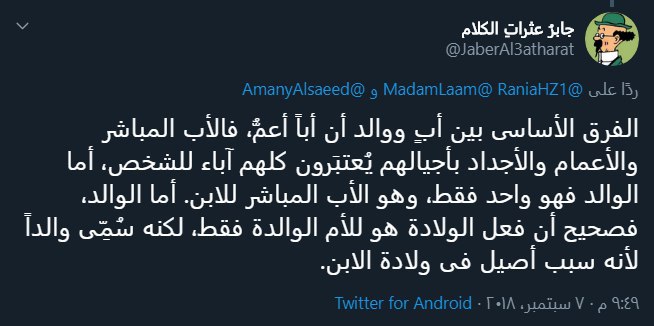 جابرُ عثراتِ الكلام
@JaberAl3atharat
ردًا على @MadamLaam @RaniaHZ1 و @AmanyAlsaeed
الفرق الأساسى بين أبٍ ووالد أن أباً أعمُّ، فالأب المباشر
والأعمام والأجداد بأجيالهم يُعتبَرون كلهم آباء للشخص، أما
الوالد فهو واحد فقط، وهو الأب المباشر للابن. أما الوالد،
فصحيح أن فعل الولادة هو للأم الوالدة فقط، لكنه سُمِّى والداً
لأنه سبب أصيل فى ولادة الابن.
٩:٤٩ م · ٧ سبتمبر، ٢٠١٨ · Twitter for Android